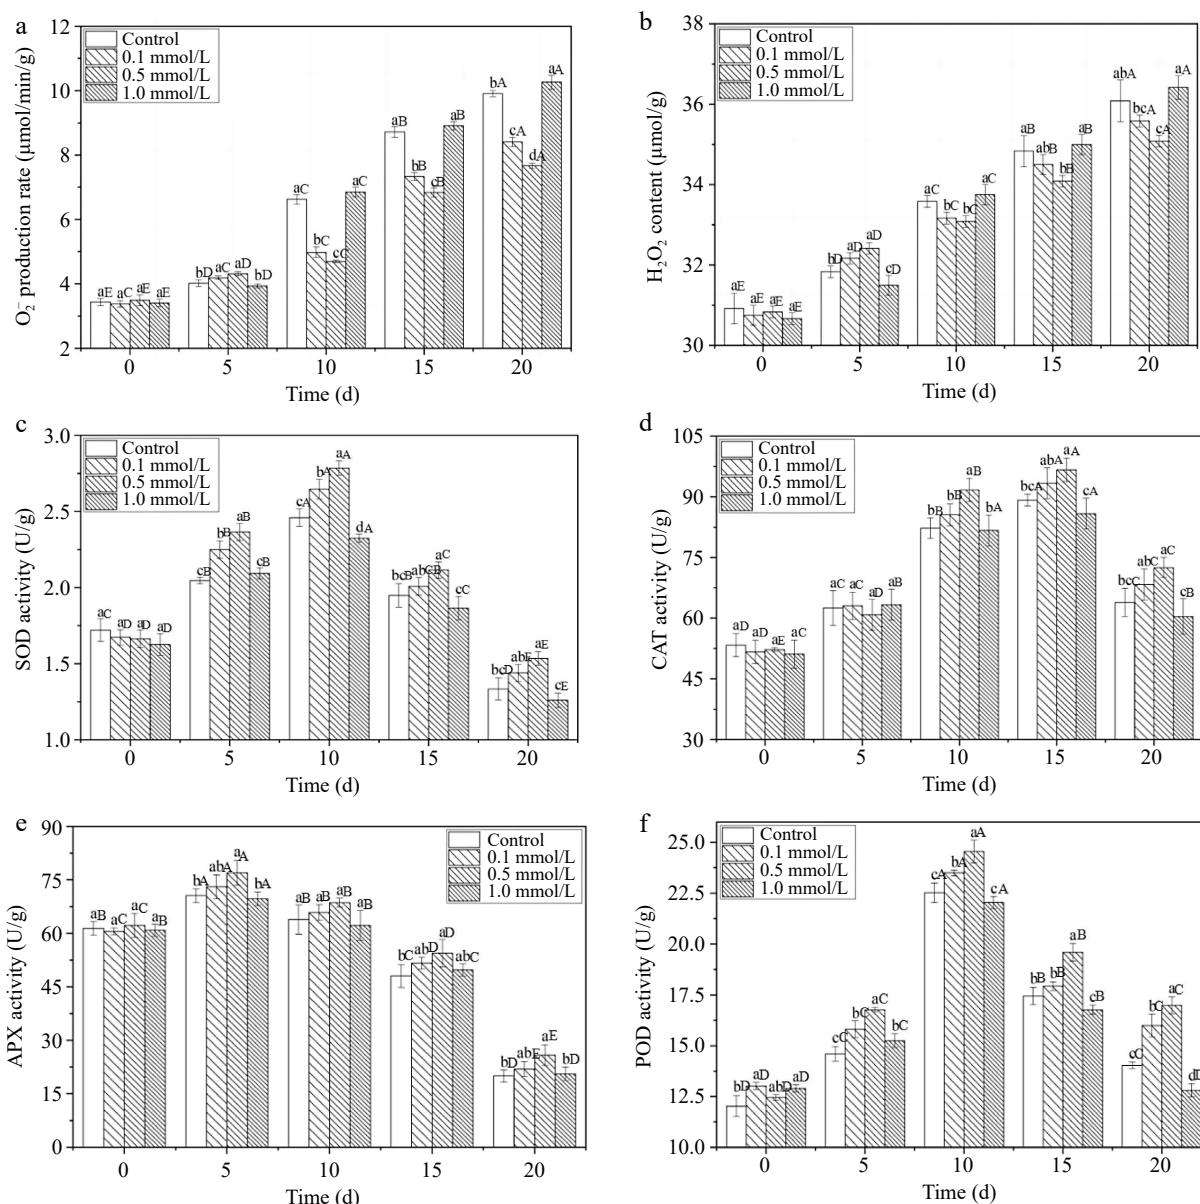 a
O₂⁻ production rate (μmol/min/g)
12
10
8
6
4
2
Control
0.1 mmol/L
0.5 mmol/L
1.0 mmol/L
aE aC aE aE
bD aC aD bD
aC bC cC aC
aB bB cB aB
bA cA dA aA
0 5 10 15 20
Time (d)
b
H₂O₂ content (μmol/g)
38
36
34
32
30
Control
0.1 mmol/L
0.5 mmol/L
1.0 mmol/L
aE aE aE aE
bD aD aD cD
aC bC bC aC
aB abB bB aB
abA bcA cA aA
0 5 10 15 20
Time (d)
c
SOD activity (U/g)
3.0
2.5
2.0
1.5
1.0
Control
0.1 mmol/L
0.5 mmol/L
1.0 mmol/L
aC aD aD aD
cB bB aB cB
cA bA aA dA
bcB abCB aC cC
bcD abE aE cE
0 5 10 15 20
Time (d)
d
CAT activity (U/g)
105
90
75
60
45
30
Control
0.1 mmol/L
0.5 mmol/L
1.0 mmol/L
aD aD aE aC
aC aC aD aB
bB bB aB bA
bcA abA aA cA
bcC abC aC cB
0 5 10 15 20
Time (d)
e
APX activity (U/g)
90
75
60
45
30
15
0
Control
0.1 mmol/L
0.5 mmol/L
1.0 mmol/L
aB aC aC aB
bA abA aA bA
aB aB aB aB
bC abD aD abC
bD abE aE bD
0 5 10 15 20
Time (d)
f
POD activity (U/g)
25.0
22.5
20.0
17.5
15.0
12.5
10.0
Control
0.1 mmol/L
0.5 mmol/L
1.0 mmol/L
bD aD abD aD
cC bC aC bC
cA bA aA cA
bB bB aB cB
cC bC aC dD
0 5 10 15 20
Time (d)